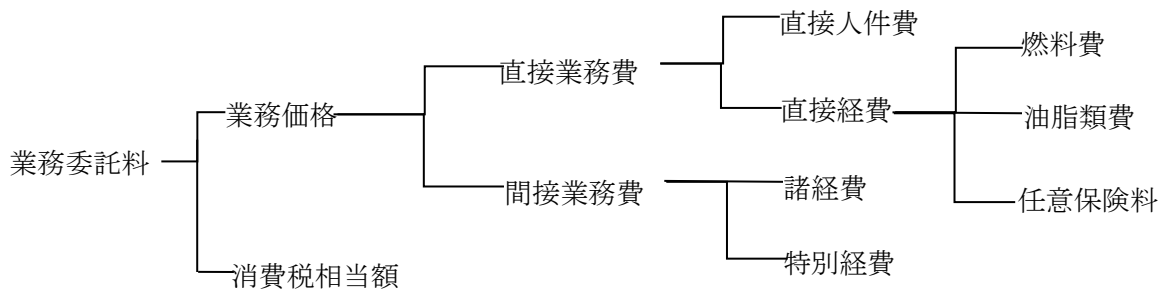 業務委託料
業務価格
消費税相当額
直接業務費
間接業務費
直接人件費
直接経費
諸経費
特別経費
燃料費
油脂類費
任意保険料